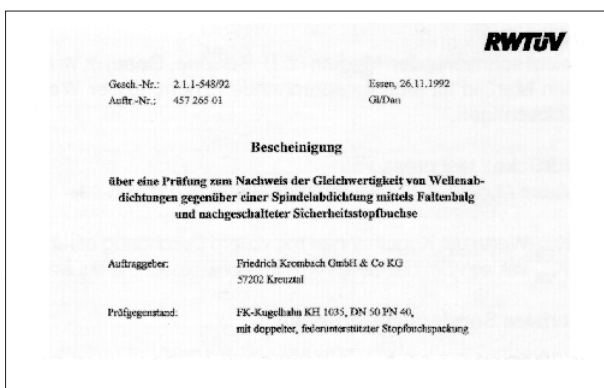 RWTÜV
Gesch.-Nr.: 2.1.1-548/92 Essen, 26.11.1992
Auftr.-Nr.: 457 265 01 Gl/Dan
Bescheinigung
über eine Prüfung zum Nachweis der Gleichwertigkeit von Wellenab-
dichtungen gegenüber einer Spindelabdichtung mittels Faltenbalg
und nachgeschalteter Sicherheitsstopfbuchse
Auftraggeber: Friedrich Krombach GmbH & Co KG
57202 Kreuztal
Prüfgegenstand: FK-Kugelhahn KH 1035, DN 50 PN 40,
mit doppelter, federunterstützter Stopfbuchspackung